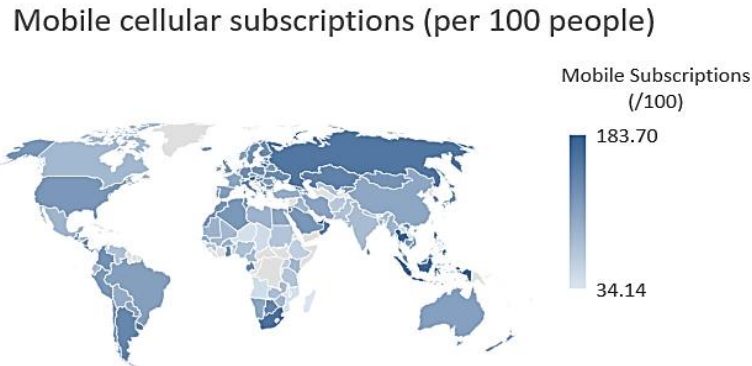 Mobile cellular subscriptions (per 100 people)
Mobile Subscriptions
(/100)
183.70
34.14